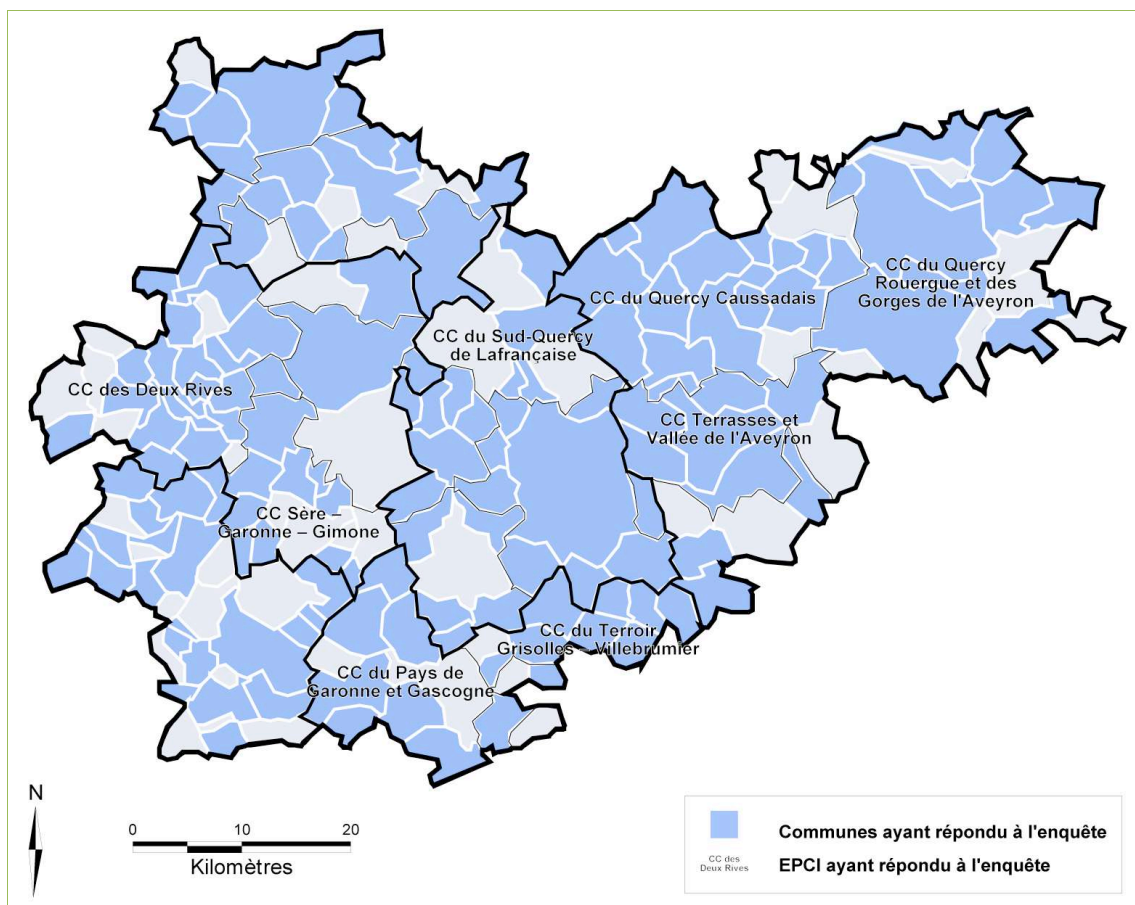 CC du Quercy
Rouergue et des
Gorges de l'Aveyron
CC du Quercy Caussadais
CC du Sud-Quercy
de Lafrançaise
CC des Deux Rives
CC Terrasses et
Vallée de l'Aveyron
CC Sère –
Garonne – Gimone
CC du Terroir
Grisolles – Villebrumier
CC du Pays de
Garonne et Gascogne
N
0 10 20
Kilomètres
Communes ayant répondu à l'enquête
CC des
Deux Rives
EPCI ayant répondu à l'enquête